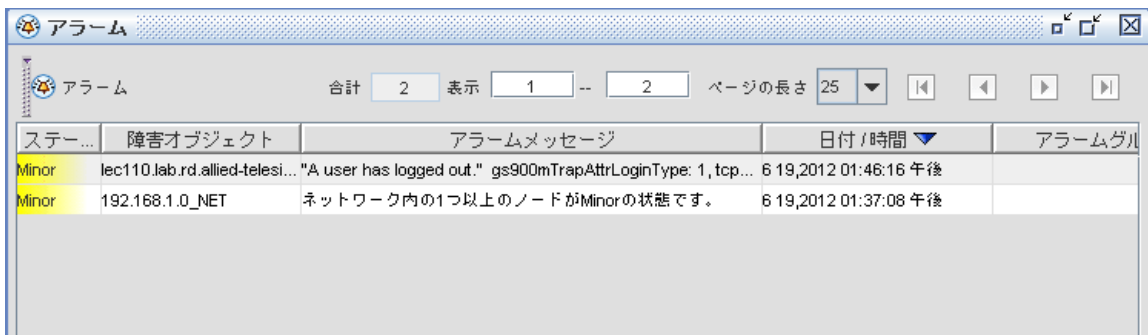 アラーム
アラーム 合計 2 表示 1 -- 2 ページの長さ 25
ステー... 障害オブジェクト アラームメッセージ 日付 / 時間 アラームグル
Minor lec110.lab.rd.allied-telesi... "A user has logged out." gs900mTrapAttrLoginType: 1, tcp... 6 19,2012 01:46:16 午後
Minor 192.168.1.0_NET ネットワーク内の1つ以上のノードがMinorの状態です。 6 19,2012 01:37:08 午後